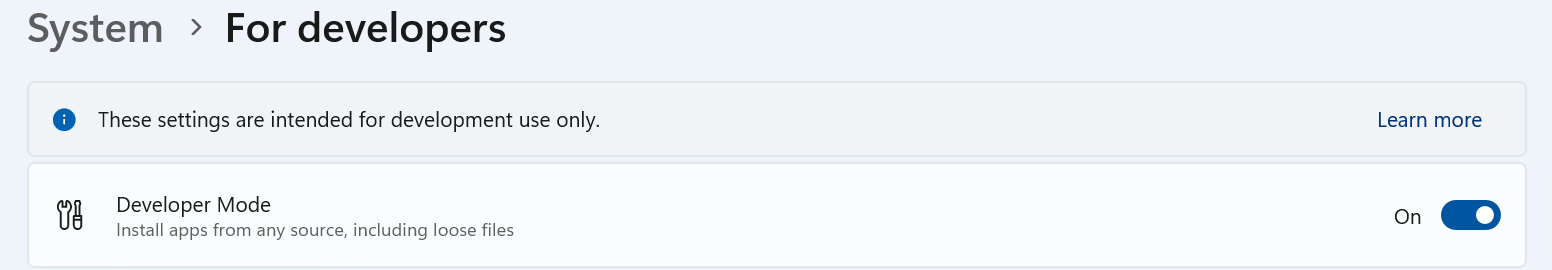 System > For developers
These settings are intended for development use only. Learn more
Developer Mode
Install apps from any source, including loose files
On